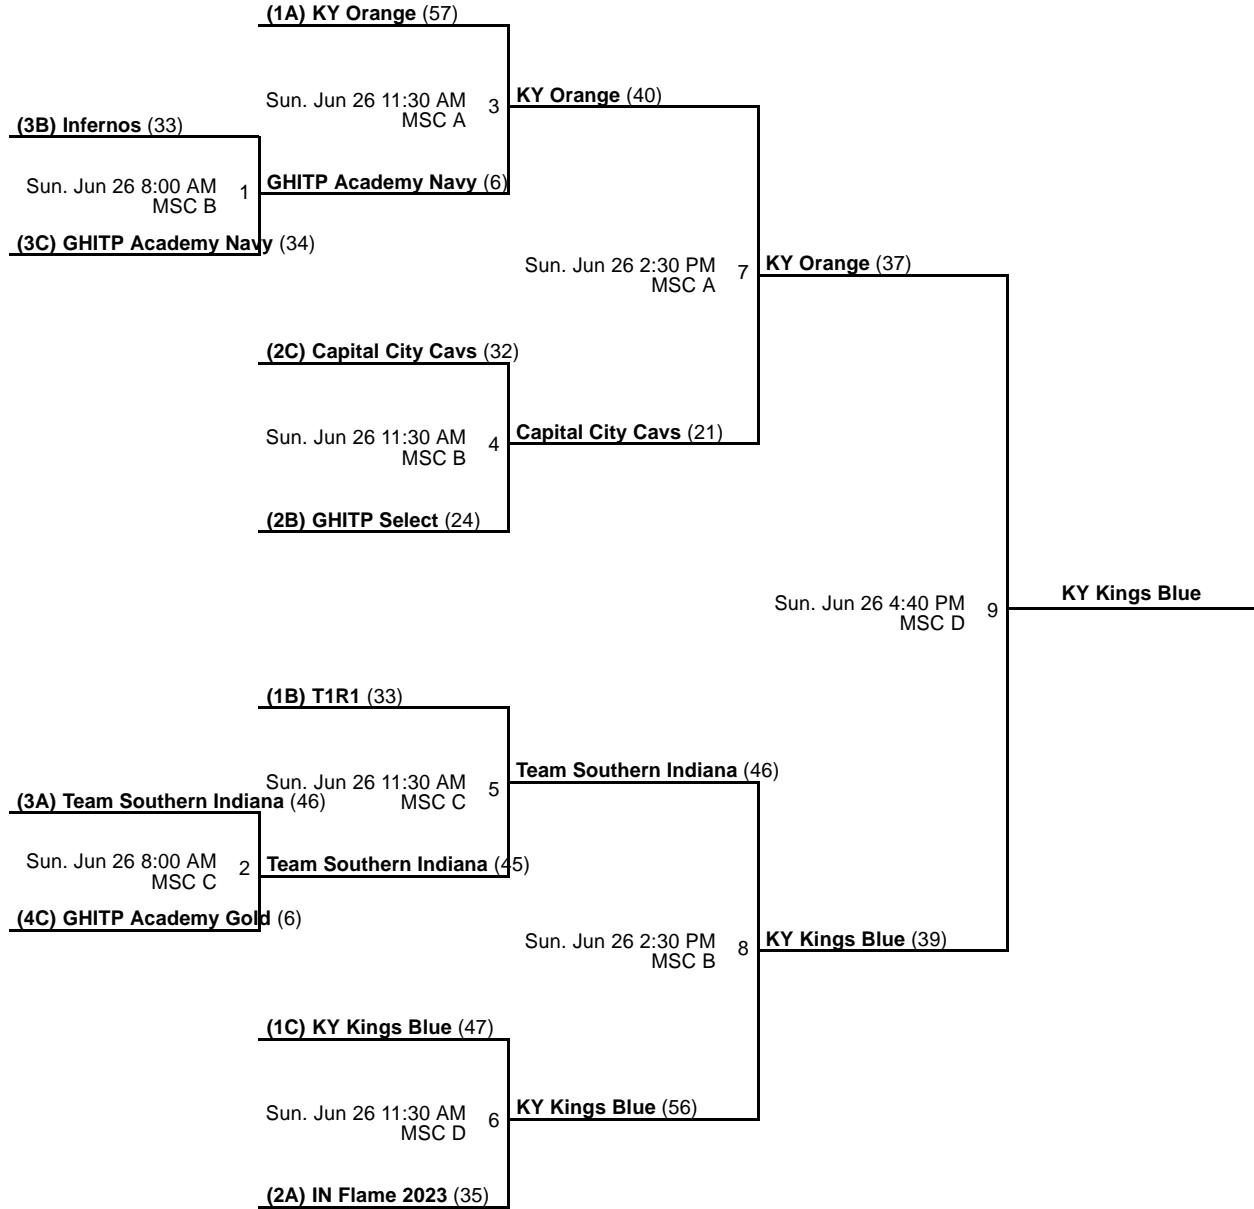 (1A) KY Orange (57)
Sun. Jun 26 11:30 AM 3
MSC A
KY Orange (40)
(3B) Infernos (33)
Sun. Jun 26 8:00 AM 1
MSC B
GHITP Academy Navy (6)
(3C) GHITP Academy Navy (34)
Sun. Jun 26 2:30 PM 7
MSC A
KY Orange (37)
(2C) Capital City Cavs (32)
Sun. Jun 26 11:30 AM 4
MSC B
Capital City Cavs (21)
(2B) GHITP Select (24)
Sun. Jun 26 4:40 PM 9
MSC D
KY Kings Blue
(1B) T1R1 (33)
Sun. Jun 26 11:30 AM 5
MSC C
Team Southern Indiana (46)
(3A) Team Southern Indiana (46)
Sun. Jun 26 8:00 AM 2
MSC C
Team Southern Indiana (45)
(4C) GHITP Academy Gold (6)
Sun. Jun 26 2:30 PM 8
MSC B
KY Kings Blue (39)
(1C) KY Kings Blue (47)
Sun. Jun 26 11:30 AM 6
MSC D
KY Kings Blue (56)
(2A) IN Flame 2023 (35)